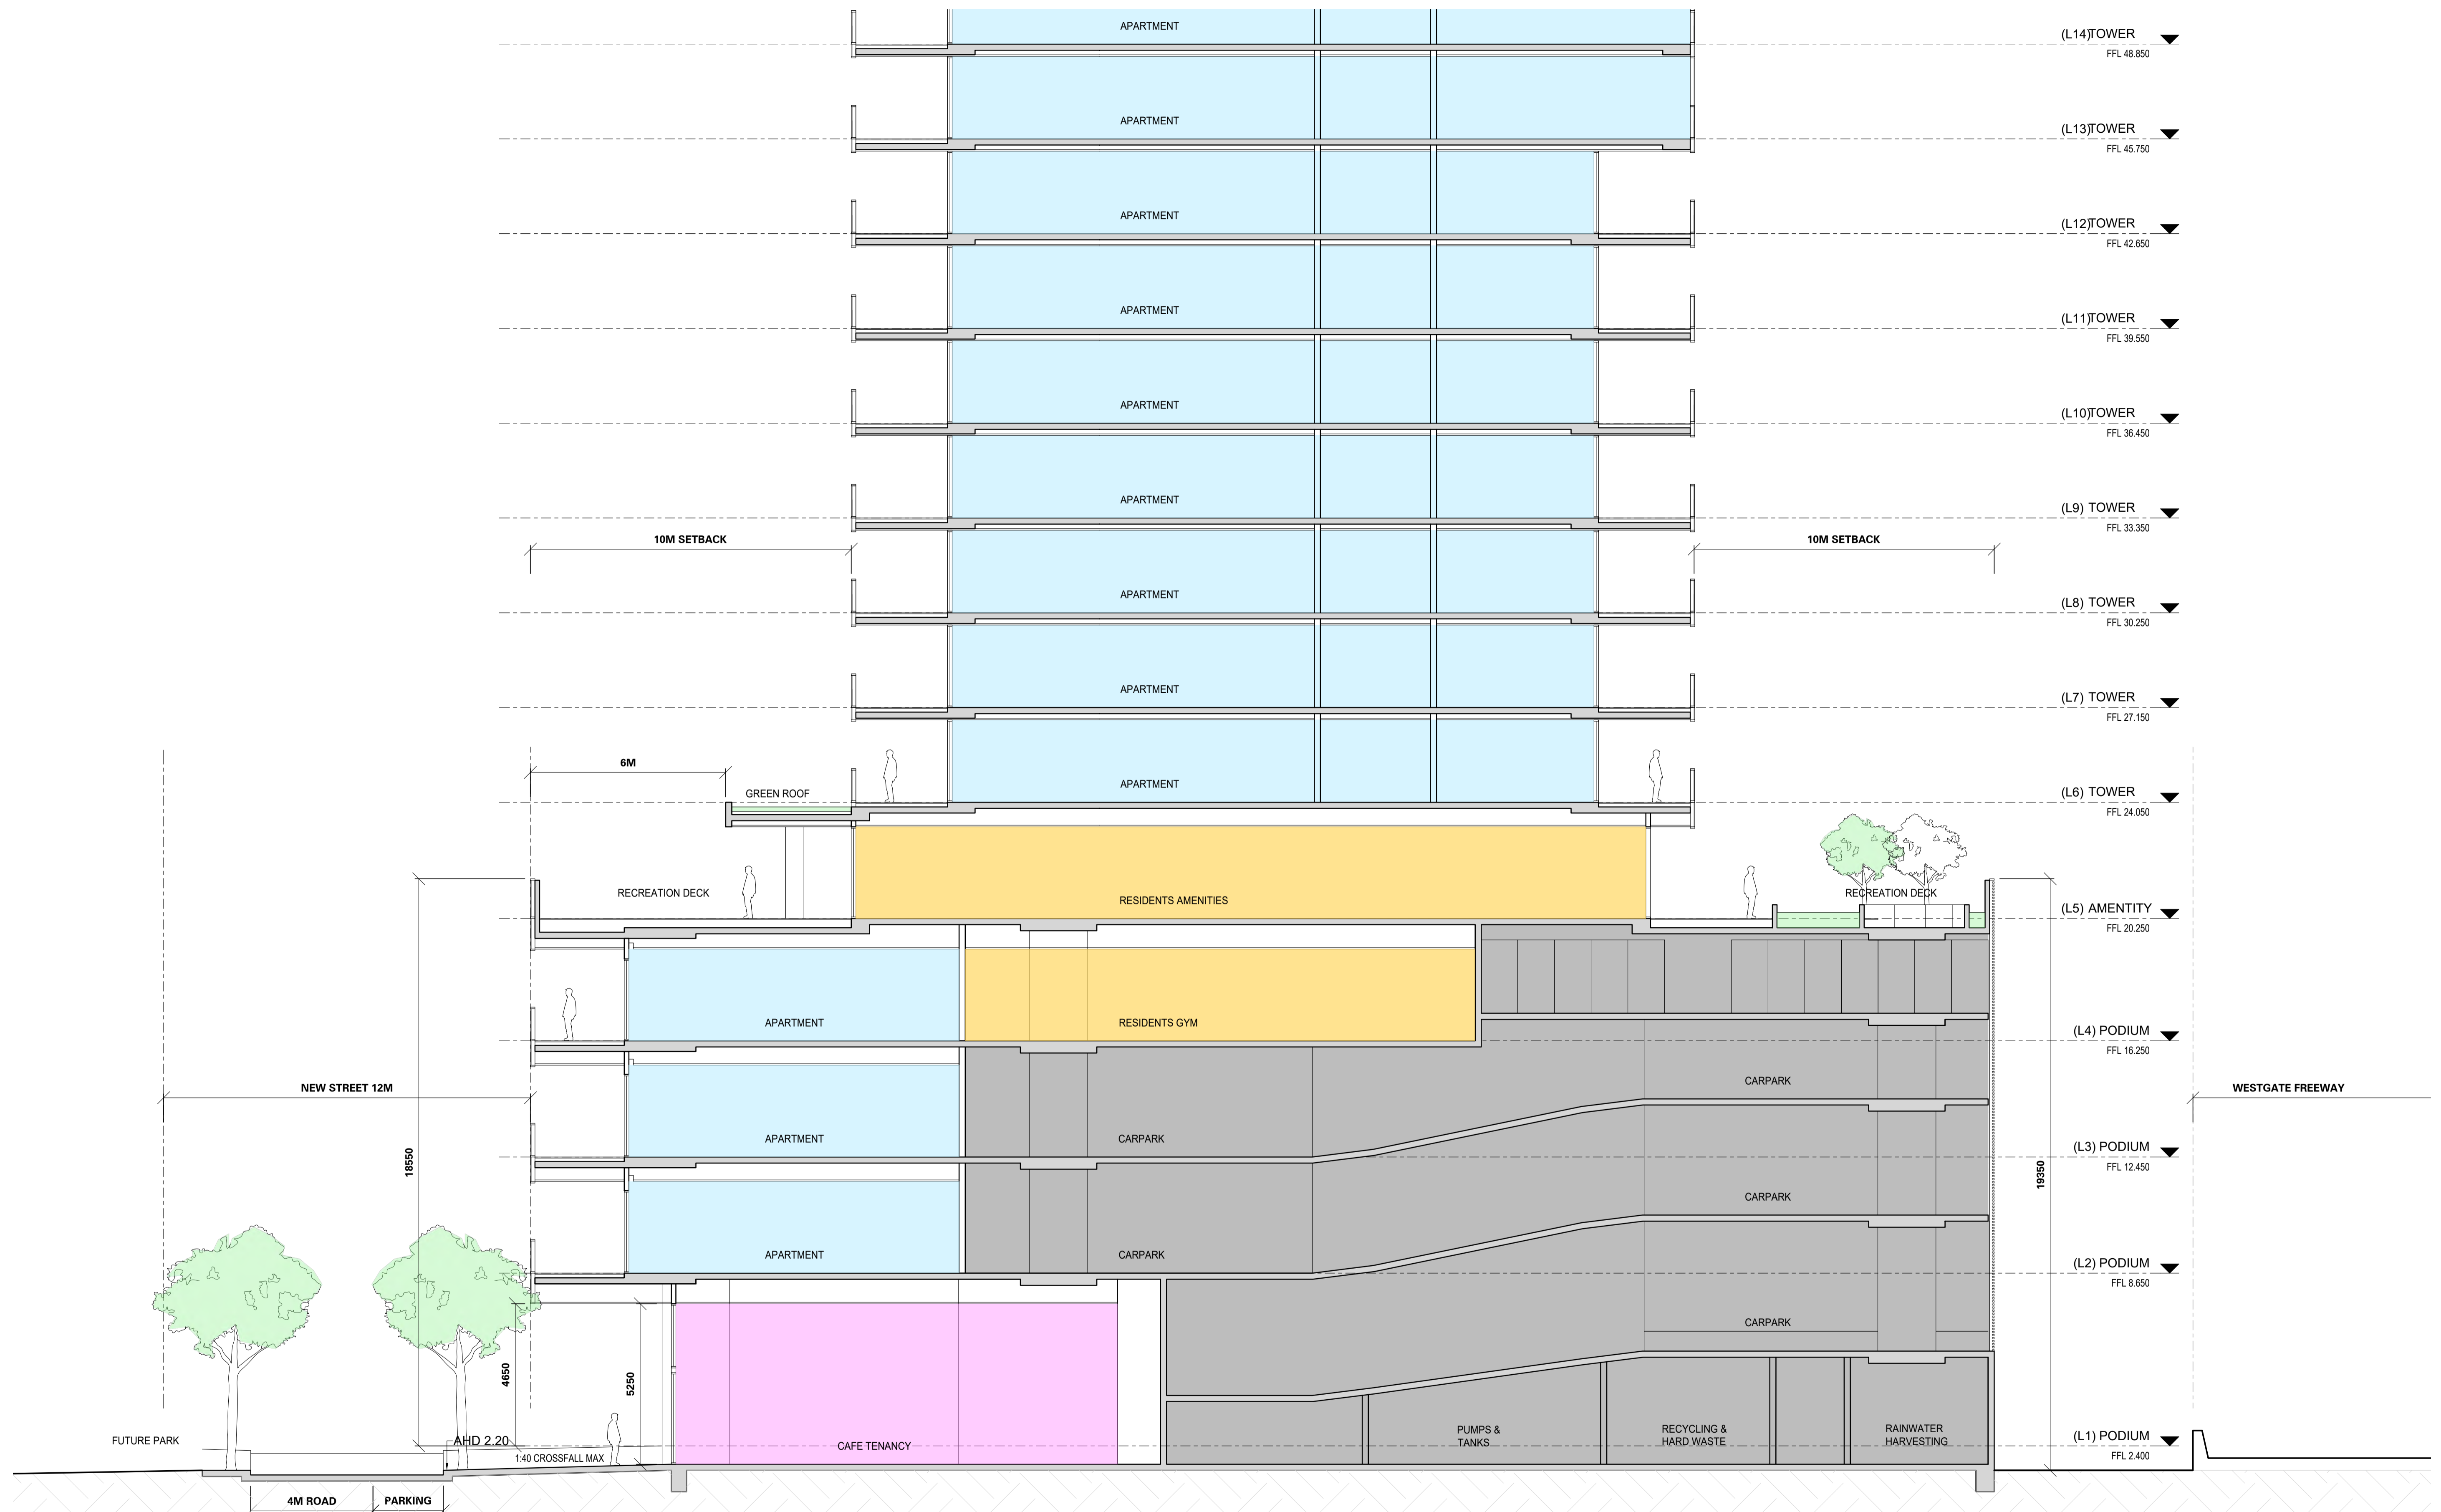 APARTMENT
(L14)TOWER
FFL 48.850
APARTMENT
(L13)TOWER
FFL 45.750
APARTMENT
(L12)TOWER
FFL 42.650
APARTMENT
(L11)TOWER
FFL 39.550
APARTMENT
(L10)TOWER
FFL 36.450
APARTMENT
(L9) TOWER
FFL 33.350
10M SETBACK
10M SETBACK
APARTMENT
(L8) TOWER
FFL 30.250
APARTMENT
(L7) TOWER
FFL 27.150
6M
GREEN ROOF
APARTMENT
(L6) TOWER
FFL 24.050
RECREATION DECK
RESIDENTS AMENITIES
RECREATION DECK
(L5) AMENTITY
FFL 20.250
APARTMENT
RESIDENTS GYM
(L4) PODIUM
FFL 16.250
NEW STREET 12M
CARPARK
WESTGATE FREEWAY
APARTMENT
CARPARK
(L3) PODIUM
FFL 12.450
18550
19350
CARPARK
APARTMENT
CARPARK
(L2) PODIUM
FFL 8.650
CARPARK
4650
5250
FUTURE PARK
AHD 2.20
1:40 CROSSFALL MAX
CAFE TENANCY
PUMPS &
TANKS
RECYCLING &
HARD WASTE
RAINWATER
HARVESTING
(L1) PODIUM
FFL 2.400
4M ROAD
PARKING